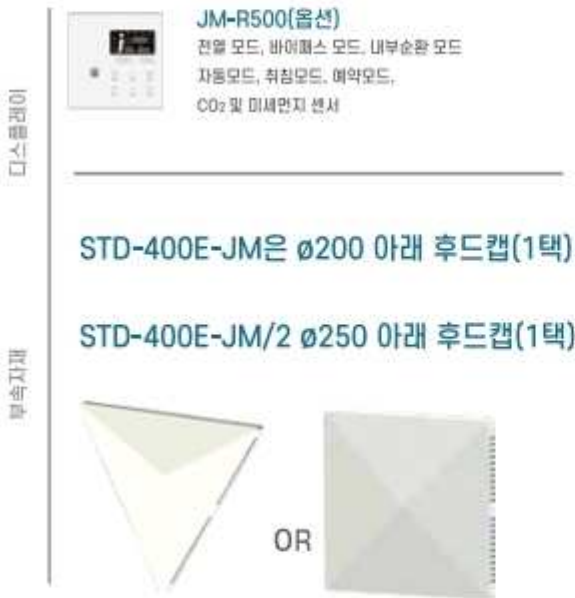 JM-R500(옵션)
전열 모드, 바이패스 모드, 내부순환 모드
자동모드, 취침모드, 예약모드,
CO₂ 및 미세먼지 센서
디스플레이
STD-400E-JM은 ø200 아래 후드캡(1택)
STD-400E-JM/2 ø250 아래 후드캡(1택)
부속자재
OR